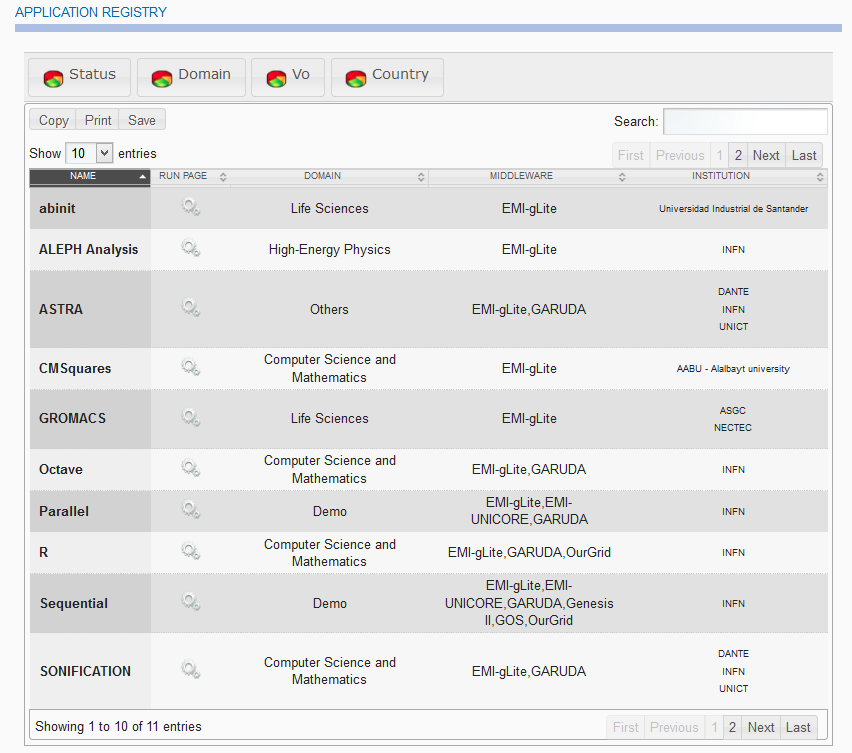 APPLICATION REGISTRY
Status Domain Vo Country
Copy Print Save Search:
Show 10 entries First Previous 1 2 Next Last
NAME RUN PAGE DOMAIN MIDDLEWARE INSTITUTION
abinit Life Sciences EMI-gLite Universidad Industrial de Santander
ALEPH Analysis High-Energy Physics EMI-gLite INFN
DANTE
ASTRA Others EMI-gLite,GARUDA INFN
UNICT
Computer Science and
CMSquares EMI-gLite AABU - Alalbayt university
Mathematics
ASGC
GROMACS Life Sciences EMI-gLite
NECTEC
Computer Science and
Octave EMI-gLite,GARUDA INFN
Mathematics
EMI-gLite,EMI-
Parallel Demo INFN
UNICORE,GARUDA
Computer Science and
R EMI-gLite,GARUDA,OurGrid INFN
Mathematics
EMI-gLite,EMI-
Sequential Demo UNICORE,GARUDA,Genesis INFN
II,GOS,OurGrid
DANTE
Computer Science and
SONIFICATION EMI-gLite,GARUDA INFN
Mathematics
UNICT
Showing 1 to 10 of 11 entries First Previous 1 2 Next Last